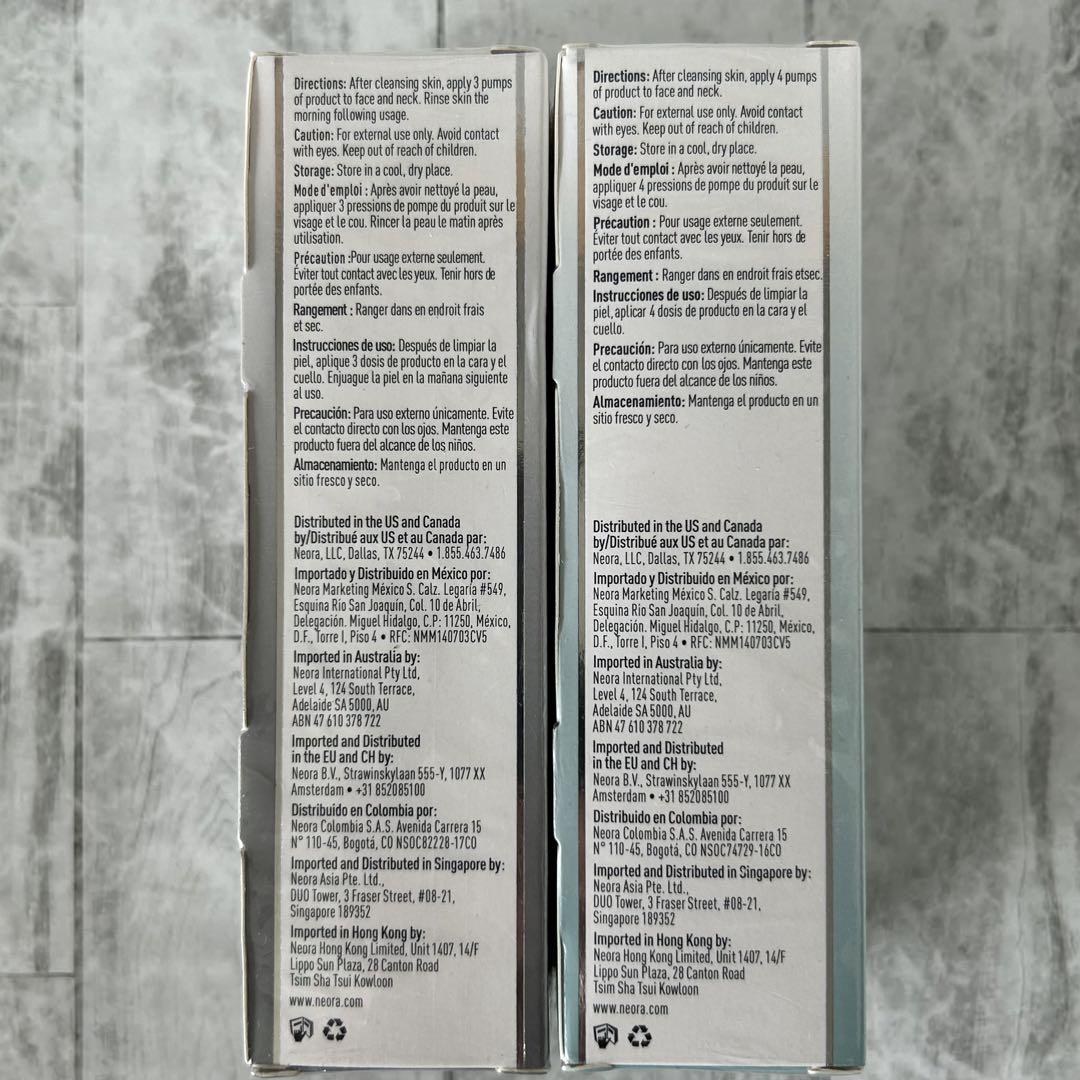 Directions: After cleansing skin, apply 3 pumps
of product to face and neck. Rinse skin the
morning following usage.
Caution: For external use only. Avoid contact
with eyes. Keep out of reach of children.
Storage: Store in a cool, dry place.
Mode d'emploi : Après avoir nettoyé la peau,
appliquer 3 pressions de pompe du produit sur le
visage et le cou. Rincer la peau le matin après
utilisation.
Précaution :Pour usage externe seulement.
Éviter tout contact avec les yeux. Tenir hors de
portée des enfants.
Rangement : Ranger dans en endroit frais
et sec.
Instrucciones de uso: Después de limpiar la
piel, aplique 3 dosis de producto en la cara y el
cuello. Enjuague la piel en la mañana siguiente
al uso.
Precaución: Para uso externo únicamente. Evite
el contacto directo con los ojos. Mantenga este
producto fuera del alcance de los niños.
Almacenamiento: Mantenga el producto en un
sitio fresco y seco.
Distributed in the US and Canada
by/Distribué aux US et au Canada par:
Neora, LLC, Dallas, TX 75244 • 1.855.463.7486
Importado y Distribuido en México por:
Neora Marketing México S. Calz. Legaría #549,
Esquina Río San Joaquín, Col. 10 de Abril,
Delegación. Miguel Hidalgo, C.P: 11250, México,
D.F., Torre I, Piso 4 • RFC: NMM140703CV5
Imported in Australia by:
Neora International Pty Ltd,
Level 4, 124 South Terrace,
Adelaide SA 5000, AU
ABN 47 610 378 722
Imported and Distributed
in the EU and CH by:
Neora B.V., Strawinskylaan 555-Y, 1077 XX
Amsterdam • +31 852085100
Distribuido en Colombia por:
Neora Colombia S.A.S. Avenida Carrera 15
N° 110-45, Bogotá, CO NSOC82228-17CO
Imported and Distributed in Singapore by:
Neora Asia Pte. Ltd.,
DUO Tower, 3 Fraser Street, #08-21,
Singapore 189352
Imported in Hong Kong by:
Neora Hong Kong Limited, Unit 1407, 14/F
Lippo Sun Plaza, 28 Canton Road
Tsim Sha Tsui Kowloon
www.neora.com
Directions: After cleansing skin, apply 4 pumps
of product to face and neck.
Caution: For external use only. Avoid contact
with eyes. Keep out of reach of children.
Storage: Store in a cool, dry place.
Mode d'emploi : Après avoir nettoyé la peau,
appliquer 4 pressions de pompe du produit sur le
visage et le cou.
Précaution : Pour usage externe seulement.
Éviter tout contact avec les yeux. Tenir hors de
portée des enfants.
Rangement : Ranger dans en endroit frais etsec.
Instrucciones de uso: Después de limpiar la
piel, aplicar 4 dosis de producto en la cara y el
cuello.
Precaución: Para uso externo únicamente. Evite
el contacto directo con los ojos. Mantenga este
producto fuera del alcance de los niños.
Almacenamiento: Mantenga el producto en un
sitio fresco y seco.
Distributed in the US and Canada
by/Distribué aux US et au Canada par:
Neora, LLC, Dallas, TX 75244 • 1.855.463.7486
Importado y Distribuido en México por:
Neora Marketing México S. Calz. Legaría #549,
Esquina Río San Joaquín, Col. 10 de Abril,
Delegación. Miguel Hidalgo, C.P: 11250, México,
D.F., Torre I, Piso 4 • RFC: NMM140703CV5
Imported in Australia by:
Neora International Pty Ltd,
Level 4, 124 South Terrace,
Adelaide SA 5000, AU
ABN 47 610 378 722
Imported and Distributed
in the EU and CH by:
Neora B.V., Strawinskylaan 555-Y, 1077 XX
Amsterdam • +31 852085100
Distribuido en Colombia por:
Neora Colombia S.A.S. Avenida Carrera 15
N° 110-45, Bogotá, CO NSOC74729-16CO
Imported and Distributed in Singapore by:
Neora Asia Pte. Ltd.,
DUO Tower, 3 Fraser Street, #08-21,
Singapore 189352
Imported in Hong Kong by:
Neora Hong Kong Limited, Unit 1407, 14/F
Lippo Sun Plaza, 28 Canton Road
Tsim Sha Tsui Kowloon
www.neora.com